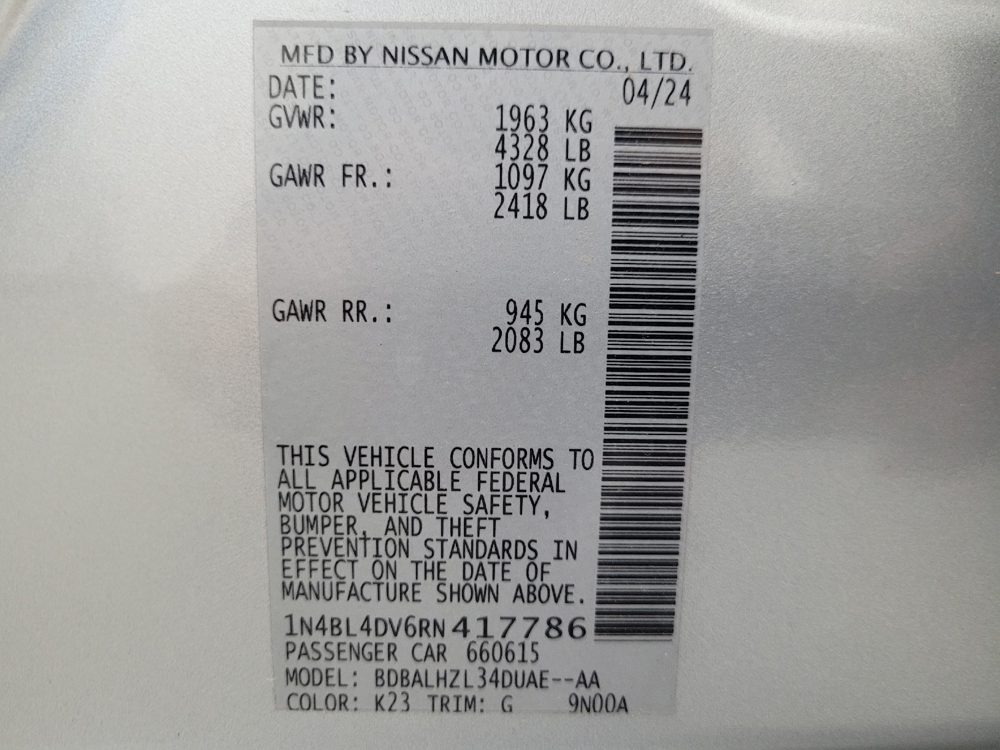 MFD BY NISSAN MOTOR CO., LTD.
DATE: 04/24
GVWR: 1963 KG
4328 LB
GAWR FR.: 1097 KG
2418 LB
GAWR RR.: 945 KG
2083 LB
THIS VEHICLE CONFORMS TO
ALL APPLICABLE FEDERAL
MOTOR VEHICLE SAFETY,
BUMPER, AND THEFT
PREVENTION STANDARDS IN
EFFECT ON THE DATE OF
MANUFACTURE SHOWN ABOVE.
1N4BL4DV6RN417786
PASSENGER CAR 660615
MODEL: BDBALHZL34DUAE--AA
COLOR: K23 TRIM: G 9N00A